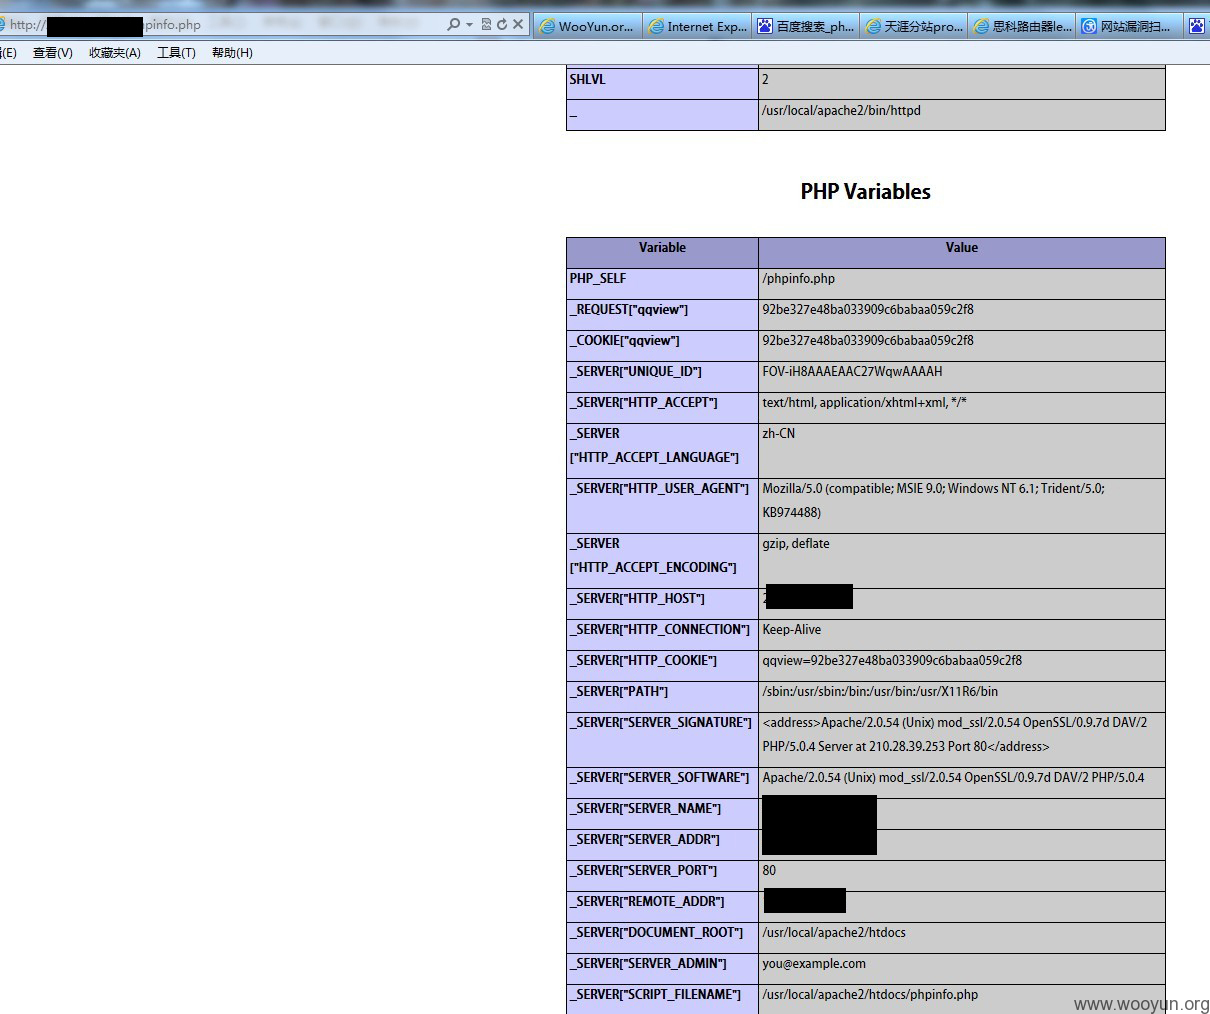 http:// pinfo.php
WooYun.or...
Internet Exp...
百度搜索_ph...
天涯分站pro...
思科路由器le...
网站漏洞扫...
(E) 查看(V) 收藏夹(A) 工具(T) 帮助(H)
SHLVL 2
_ /usr/local/apache2/bin/httpd
PHP Variables
Variable Value
PHP_SELF /phpinfo.php
_REQUEST["qqview"] 92be327e48ba033909c6babaa059c2f8
_COOKIE["qqview"] 92be327e48ba033909c6babaa059c2f8
_SERVER["UNIQUE_ID"] FOV-iH8AAAEAAC27WqwAAAAH
_SERVER["HTTP_ACCEPT"] text/html, application/xhtml+xml, */*
_SERVER zh-CN
["HTTP_ACCEPT_LANGUAGE"]
_SERVER["HTTP_USER_AGENT"] Mozilla/5.0 (compatible; MSIE 9.0; Windows NT 6.1; Trident/5.0;
KB974488)
_SERVER gzip, deflate
["HTTP_ACCEPT_ENCODING"]
_SERVER["HTTP_HOST"]
_SERVER["HTTP_CONNECTION"] Keep-Alive
_SERVER["HTTP_COOKIE"] qqview=92be327e48ba033909c6babaa059c2f8
_SERVER["PATH"] /sbin:/usr/sbin:/bin:/usr/bin:/usr/X11R6/bin
_SERVER["SERVER_SIGNATURE"] <address>Apache/2.0.54 (Unix) mod_ssl/2.0.54 OpenSSL/0.9.7d DAV/2
PHP/5.0.4 Server at 210.28.39.253 Port 80</address>
_SERVER["SERVER_SOFTWARE"] Apache/2.0.54 (Unix) mod_ssl/2.0.54 OpenSSL/0.9.7d DAV/2 PHP/5.0.4
_SERVER["SERVER_NAME"]
_SERVER["SERVER_ADDR"]
_SERVER["SERVER_PORT"] 80
_SERVER["REMOTE_ADDR"]
_SERVER["DOCUMENT_ROOT"] /usr/local/apache2/htdocs
_SERVER["SERVER_ADMIN"] you@example.com
_SERVER["SCRIPT_FILENAME"] /usr/local/apache2/htdocs/phpinfo.php
www.wooyun.org